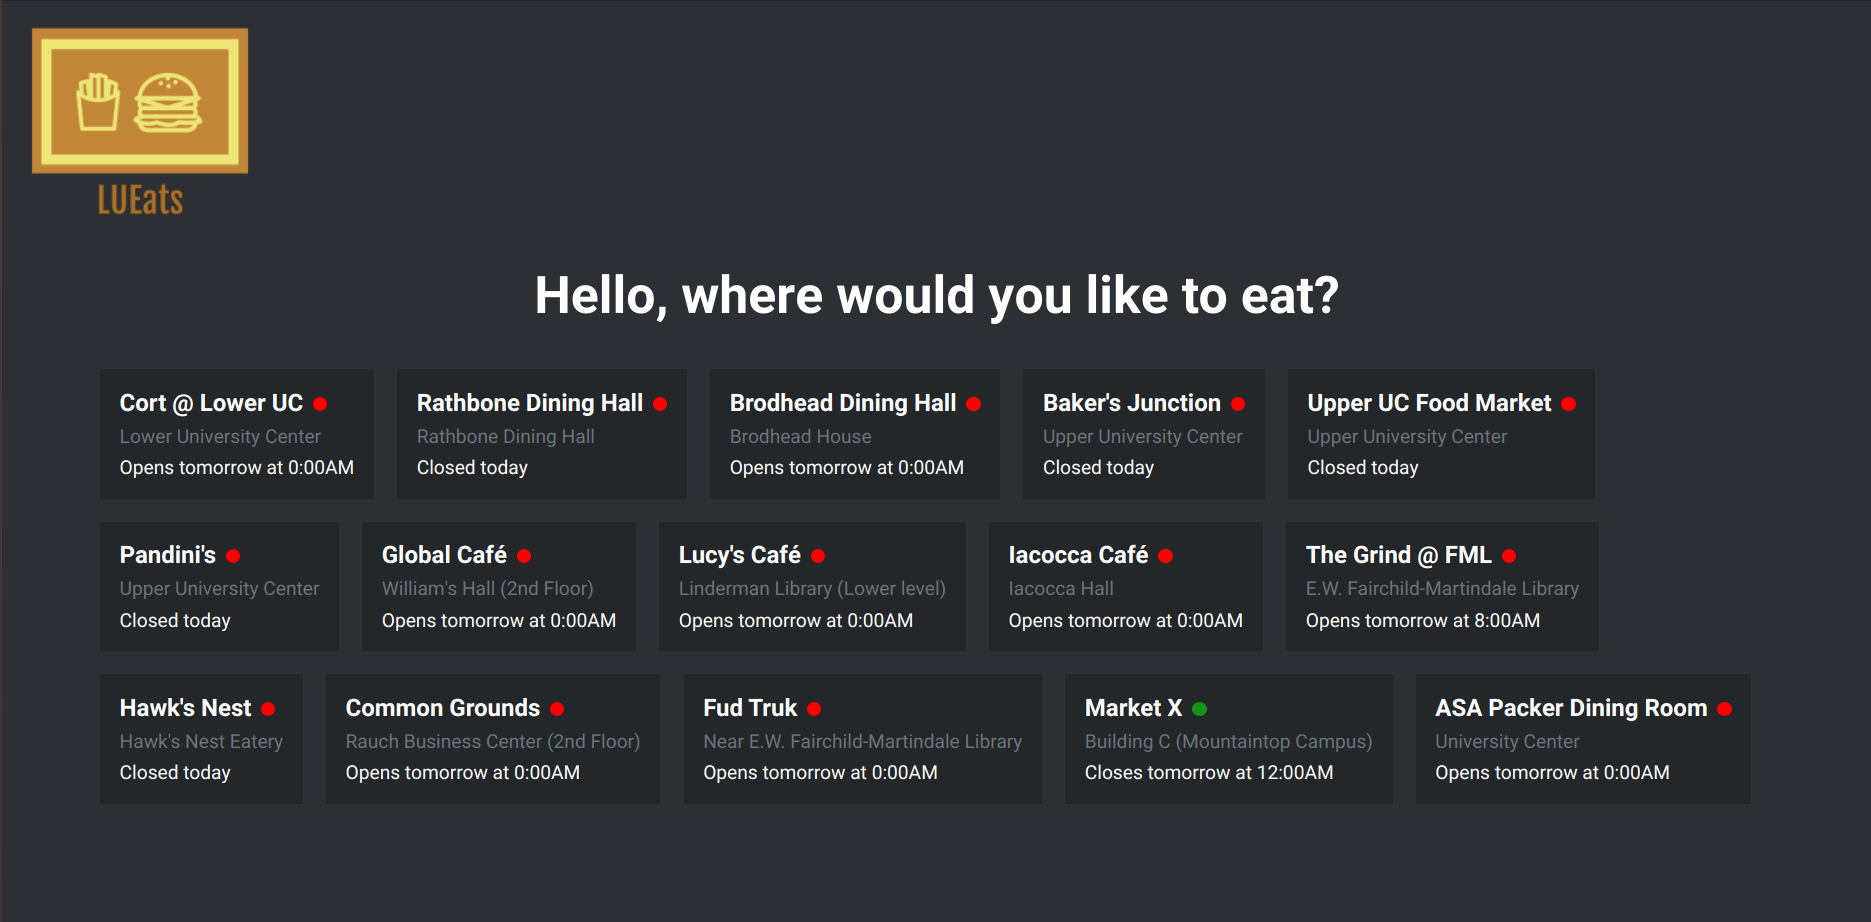 LUEats
Hello, where would you like to eat?
Cort @ Lower UC
Lower University Center
Opens tomorrow at 0:00AM
Rathbone Dining Hall
Rathbone Dining Hall
Closed today
Brodhead Dining Hall
Brodhead House
Opens tomorrow at 0:00AM
Baker's Junction
Upper University Center
Closed today
Upper UC Food Market
Upper University Center
Closed today
Pandini's
Upper University Center
Closed today
Global Café
William's Hall (2nd Floor)
Opens tomorrow at 0:00AM
Lucy's Café
Linderman Library (Lower level)
Opens tomorrow at 0:00AM
Iacocca Café
Iacocca Hall
Opens tomorrow at 0:00AM
The Grind @ FML
E.W. Fairchild-Martindale Library
Opens tomorrow at 8:00AM
Hawk's Nest
Hawk's Nest Eatery
Closed today
Common Grounds
Rauch Business Center (2nd Floor)
Opens tomorrow at 0:00AM
Fud Truk
Near E.W. Fairchild-Martindale Library
Opens tomorrow at 0:00AM
Market X
Building C (Mountaintop Campus)
Closes tomorrow at 12:00AM
ASA Packer Dining Room
University Center
Opens tomorrow at 0:00AM